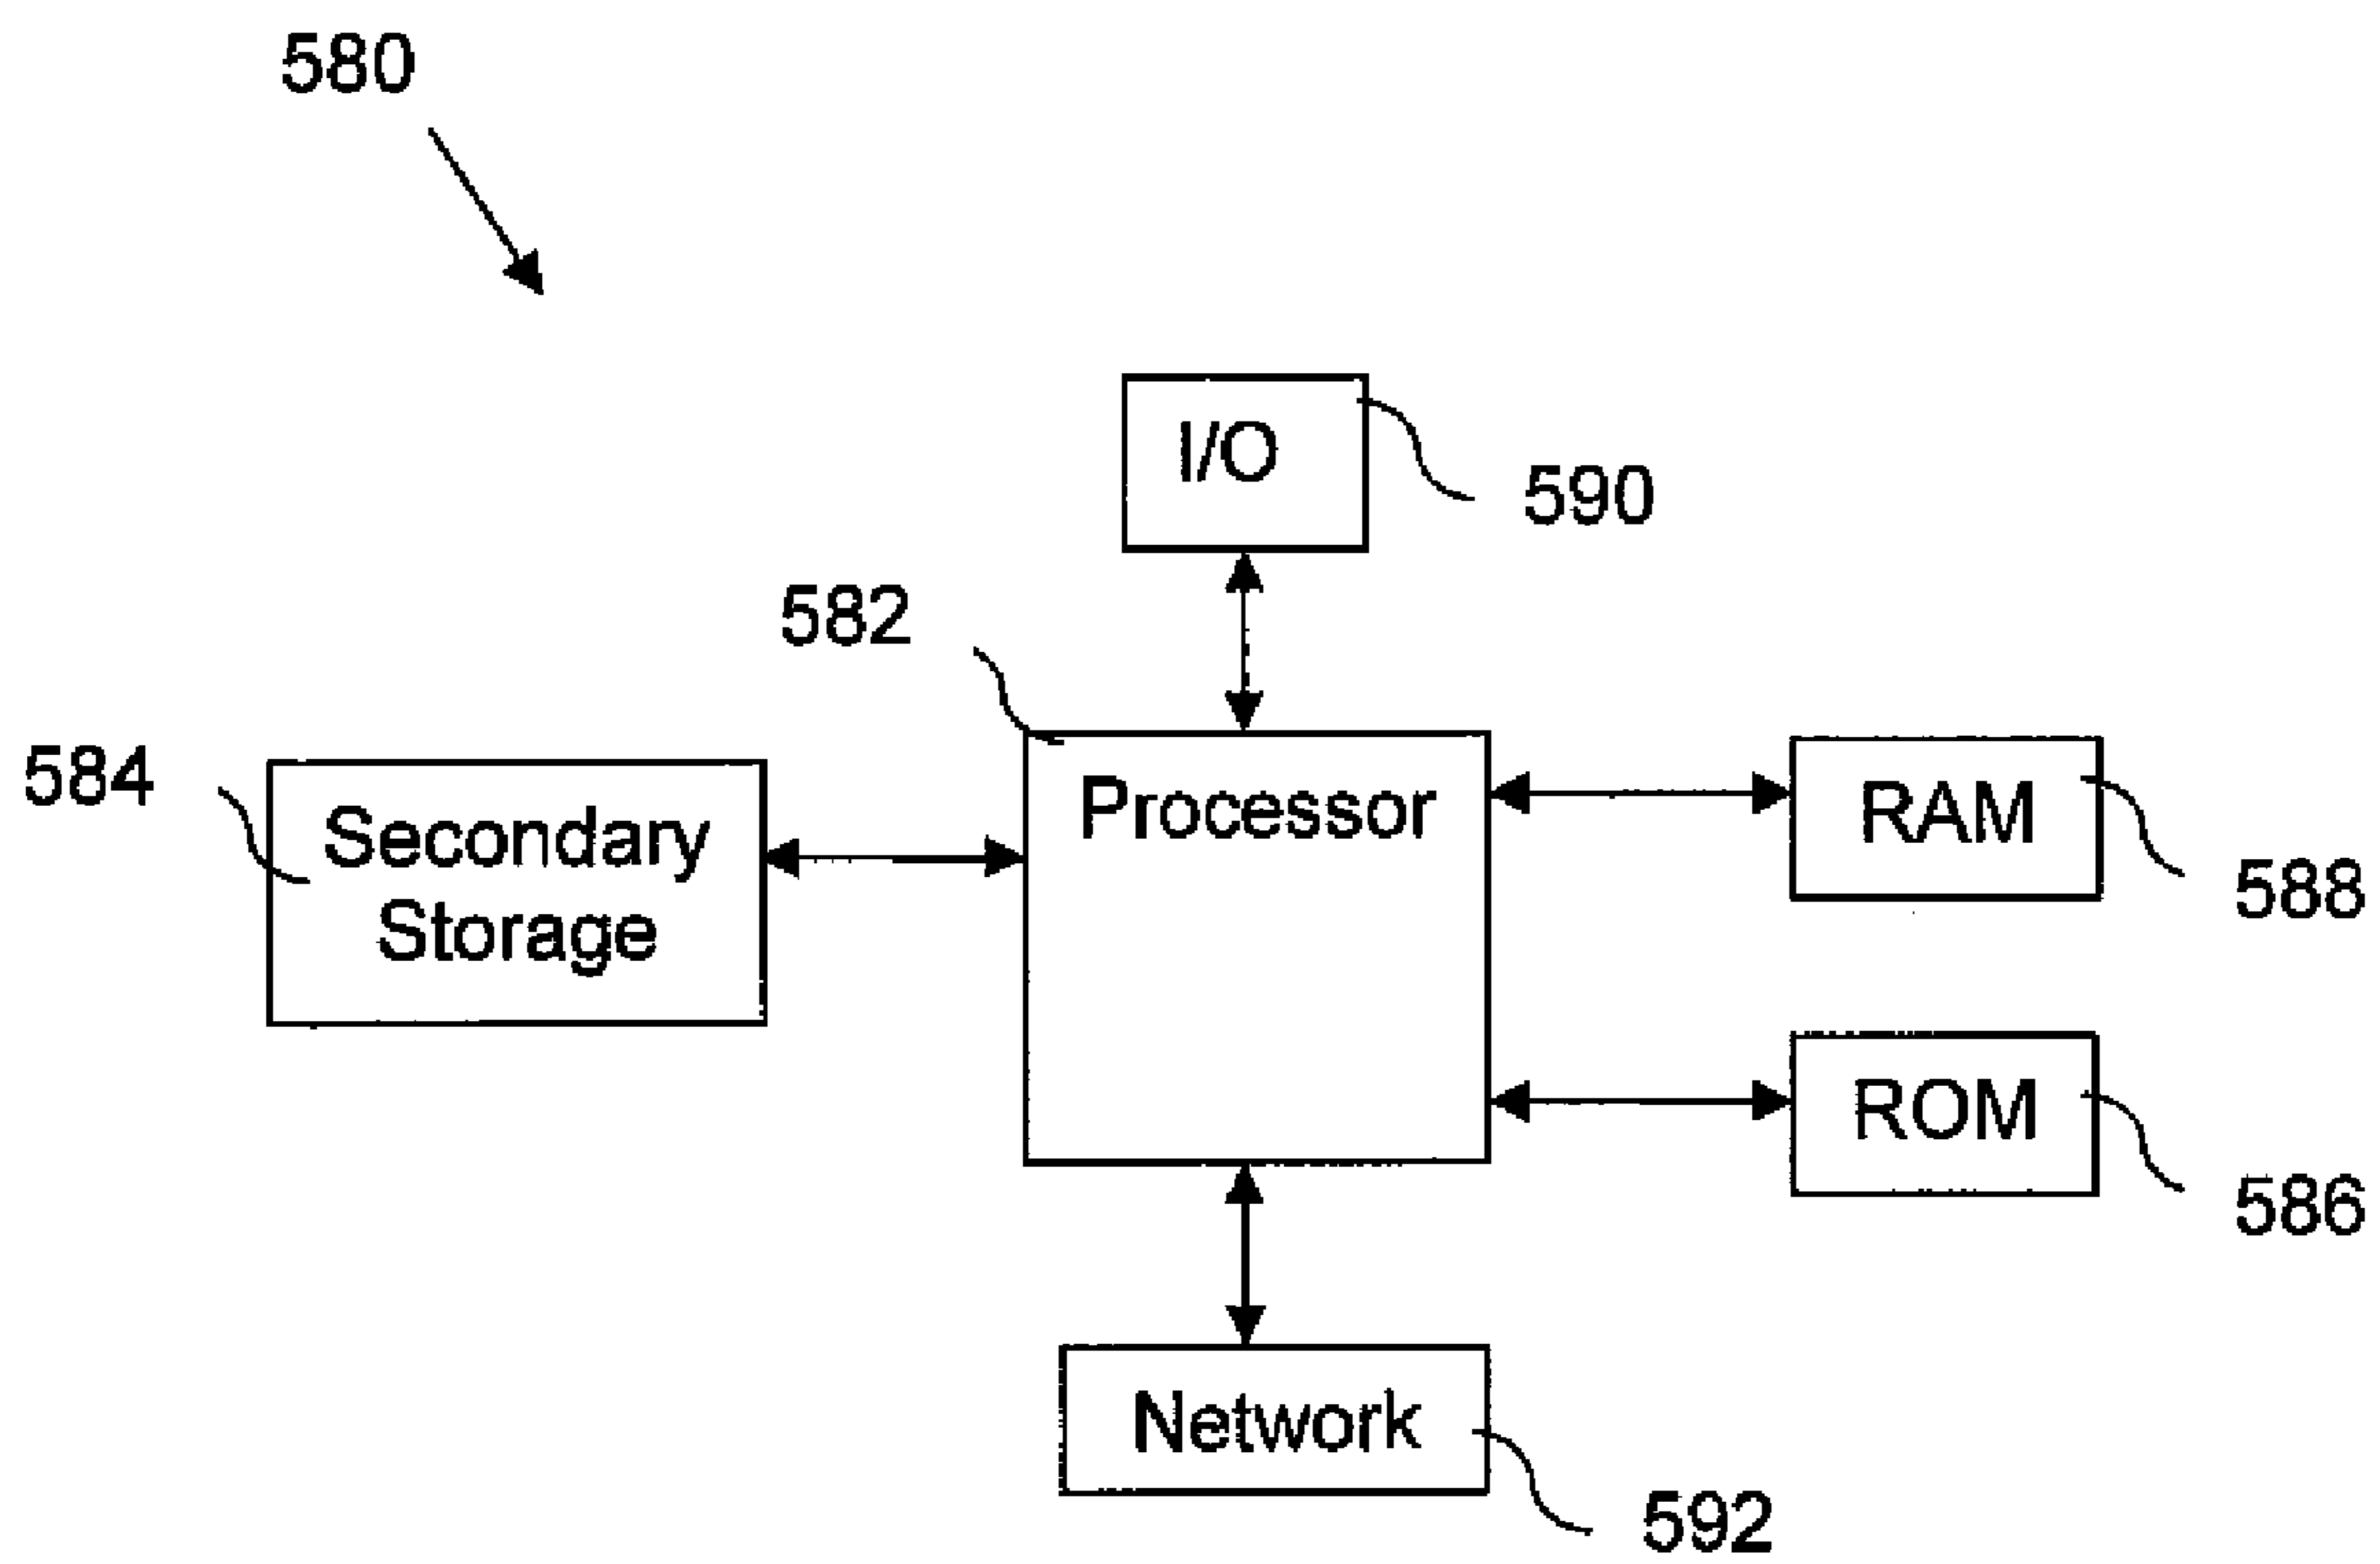 580
I/O
590
582
584
Secondary
Storage
Processor
RAM
588
ROM
586
Network
592